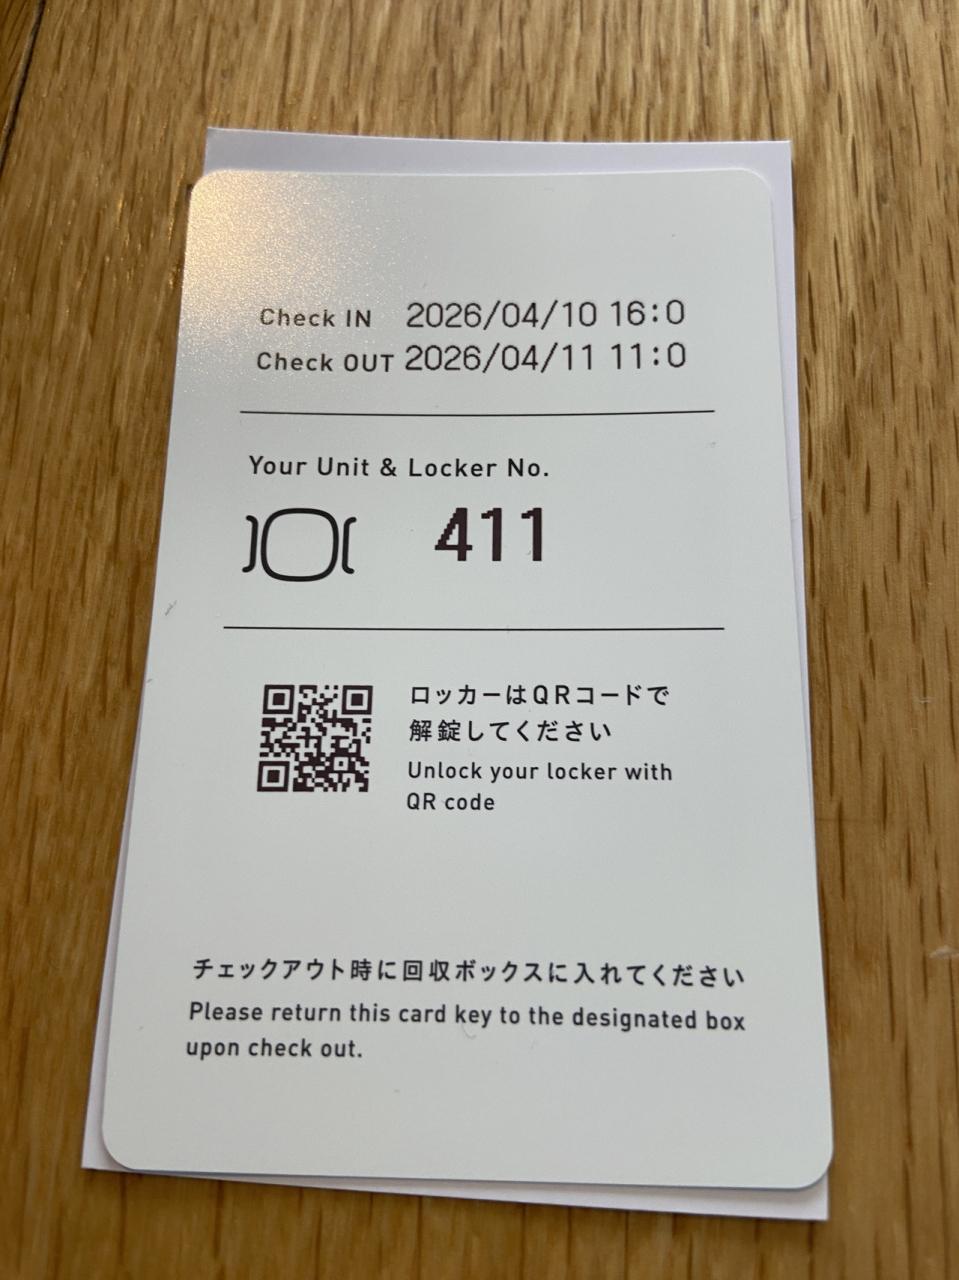 Check IN 2026/04/10 16:0
Check OUT 2026/04/11 11:0
Your Unit & Locker No.
411
ロッカーはQRコードで
解錠してください
Unlock your locker with
QR code
チェックアウト時に回収ボックスに入れてください
Please return this card key to the designated box
upon check out.